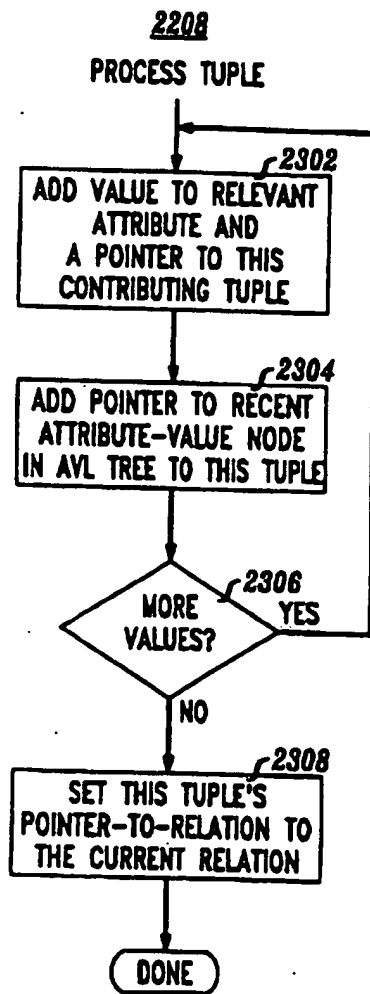 2208
PROCESS TUPLE
2302
ADD VALUE TO RELEVANT
ATTRIBUTE AND
A POINTER TO THIS
CONTRIBUTING TUPLE
2304
ADD POINTER TO RECENT
ATTRIBUTE-VALUE NODE
IN AVL TREE TO THIS TUPLE
2306
MORE
VALUES?
YES
NO
2308
SET THIS TUPLE'S
POINTER-TO-RELATION TO
THE CURRENT RELATION
DONE